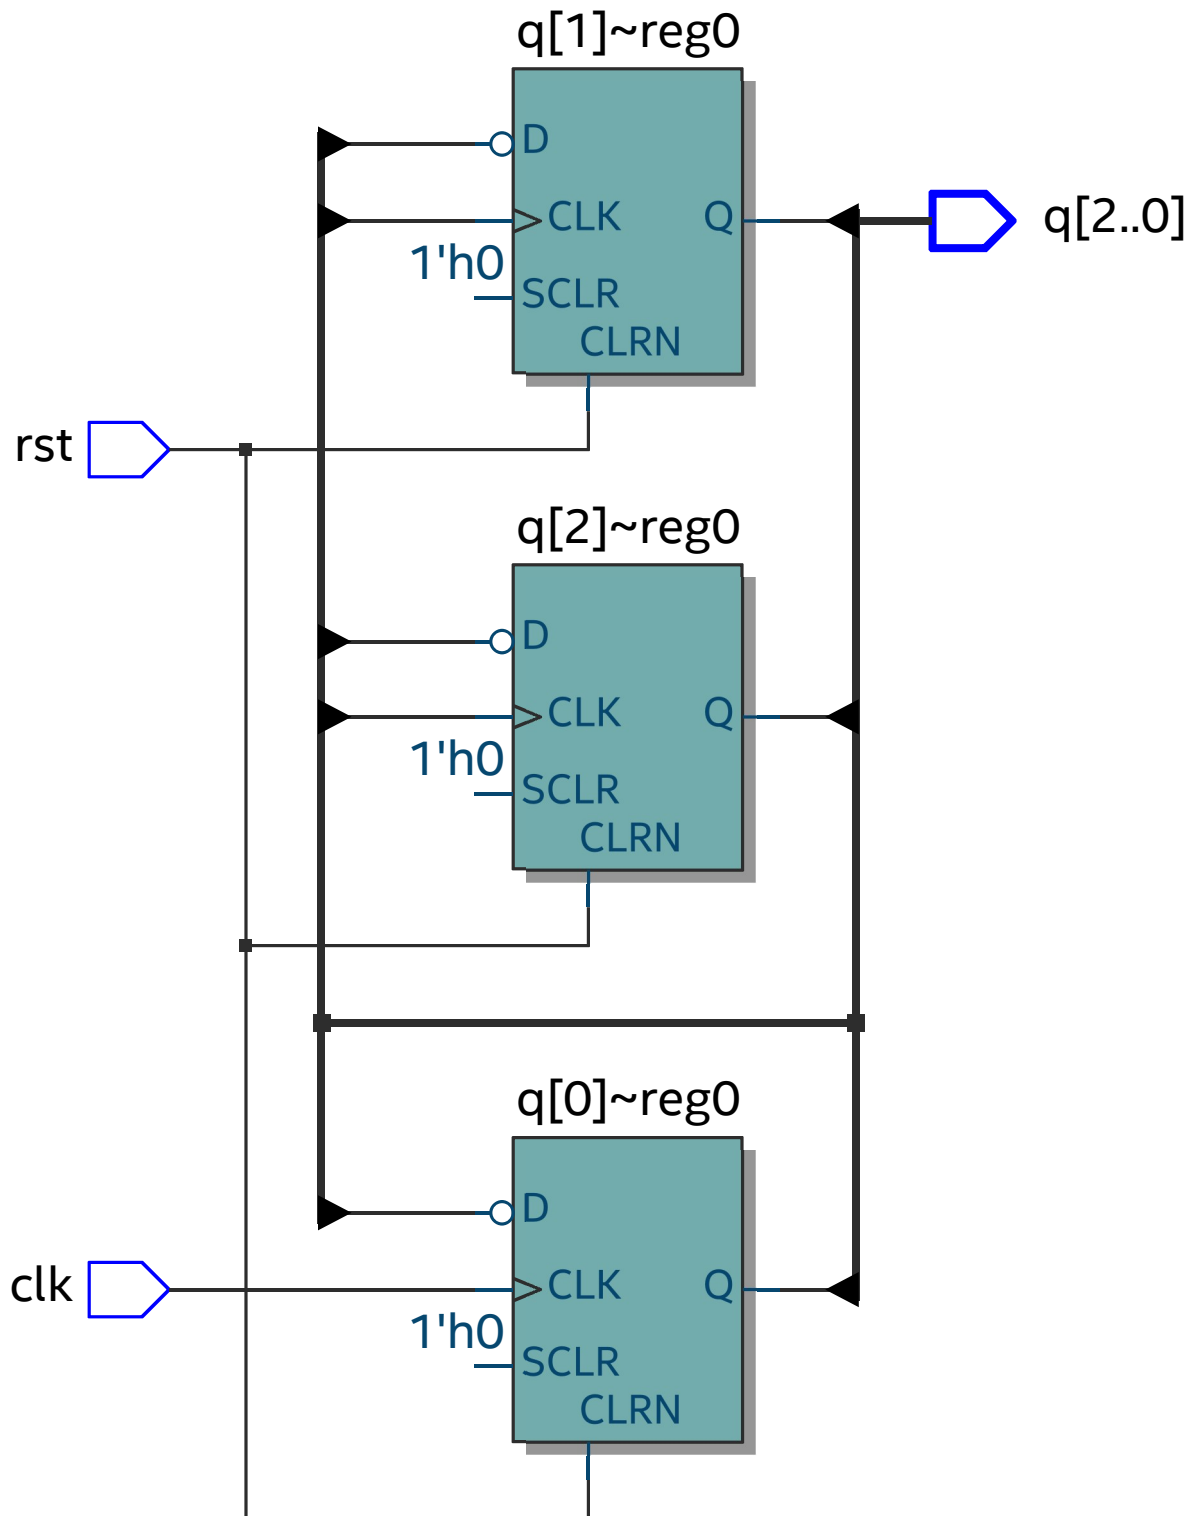 q[1]~reg0
D
CLK
Q
q[2..0]
1'h0
SCLR
CLRN
rst
q[2]~reg0
D
CLK
Q
1'h0
SCLR
CLRN
q[0]~reg0
D
clk
CLK
Q
1'h0
SCLR
CLRN